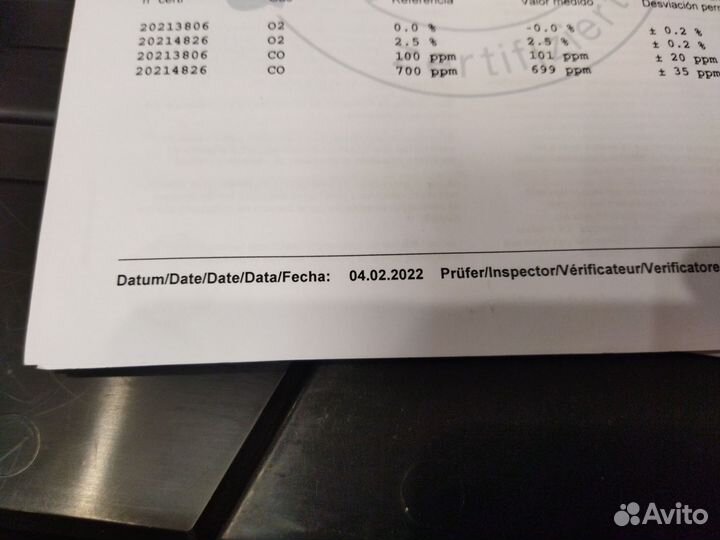 Referencia Valor medido Desviación
20213806 O2 0.0 % -0.0 % ± 0.2 %
20214826 O2 2.5 % 2.5 % ± 0.2 %
20213806 CO 100 ppm 101 ppm ± 20 ppm
20214826 CO 700 ppm 699 ppm ± 35 ppm
ertifiziert
Datum/Date/Date/Data/Fecha: 04.02.2022 Prüfer/Inspector/Vérificateur/Verificatore
Avito